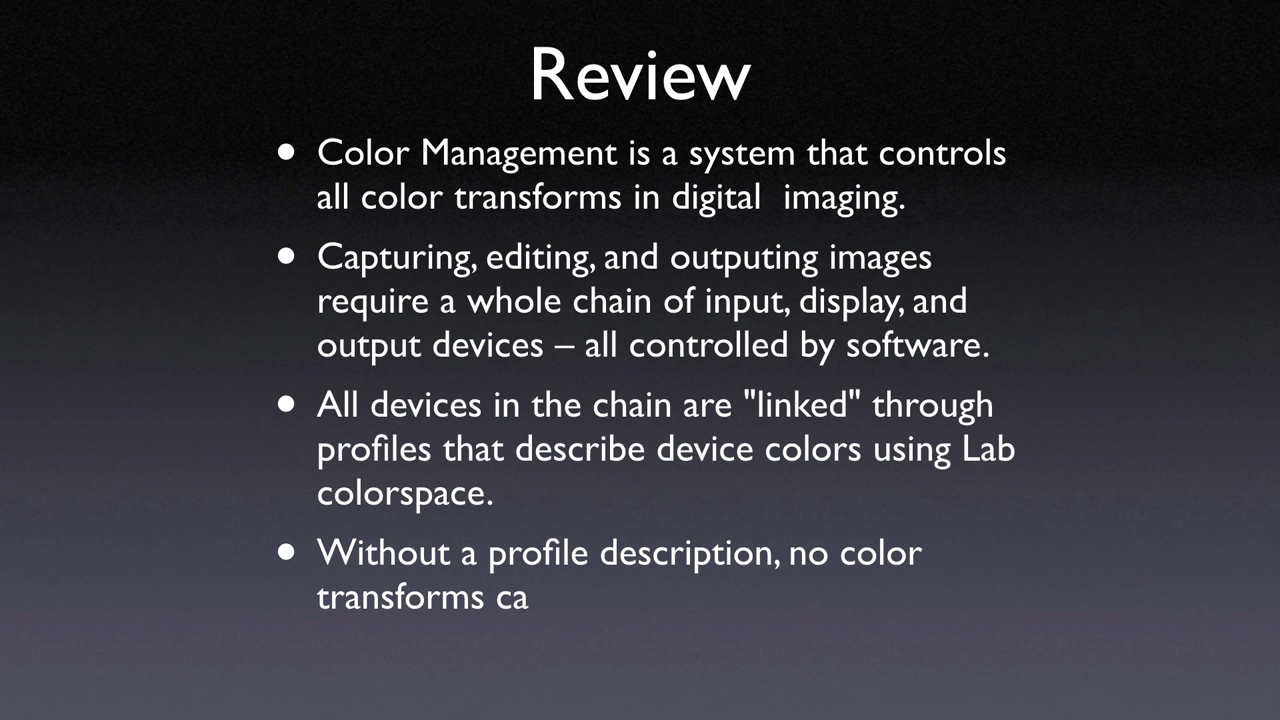 Review
• Color Management is a system that controls
all color transforms in digital  imaging.
• Capturing, editing, and outputing images
require a whole chain of input, display, and
output devices – all controlled by software.
• All devices in the chain are "linked" through
profiles that describe device colors using Lab
colorspace.
• Without a profile description, no color
transforms ca